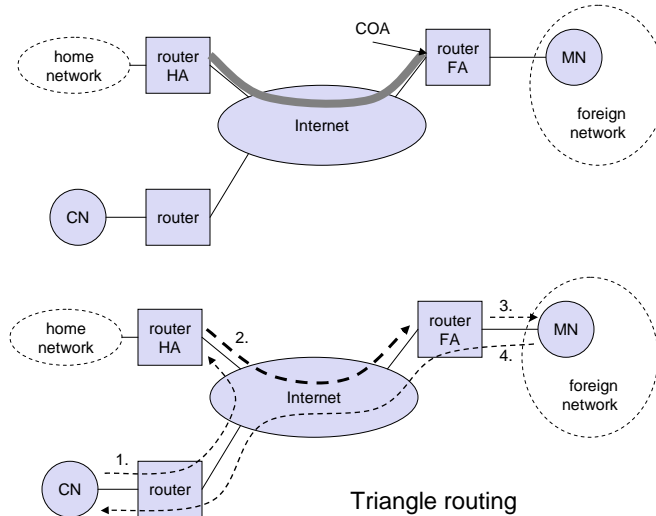 COA
home
network
router
HA
router
FA
MN
Internet
foreign
network
CN
router
home
network
router
HA
2.
router
FA
3.
MN
4.
Internet
foreign
network
1.
CN
router
Triangle routing